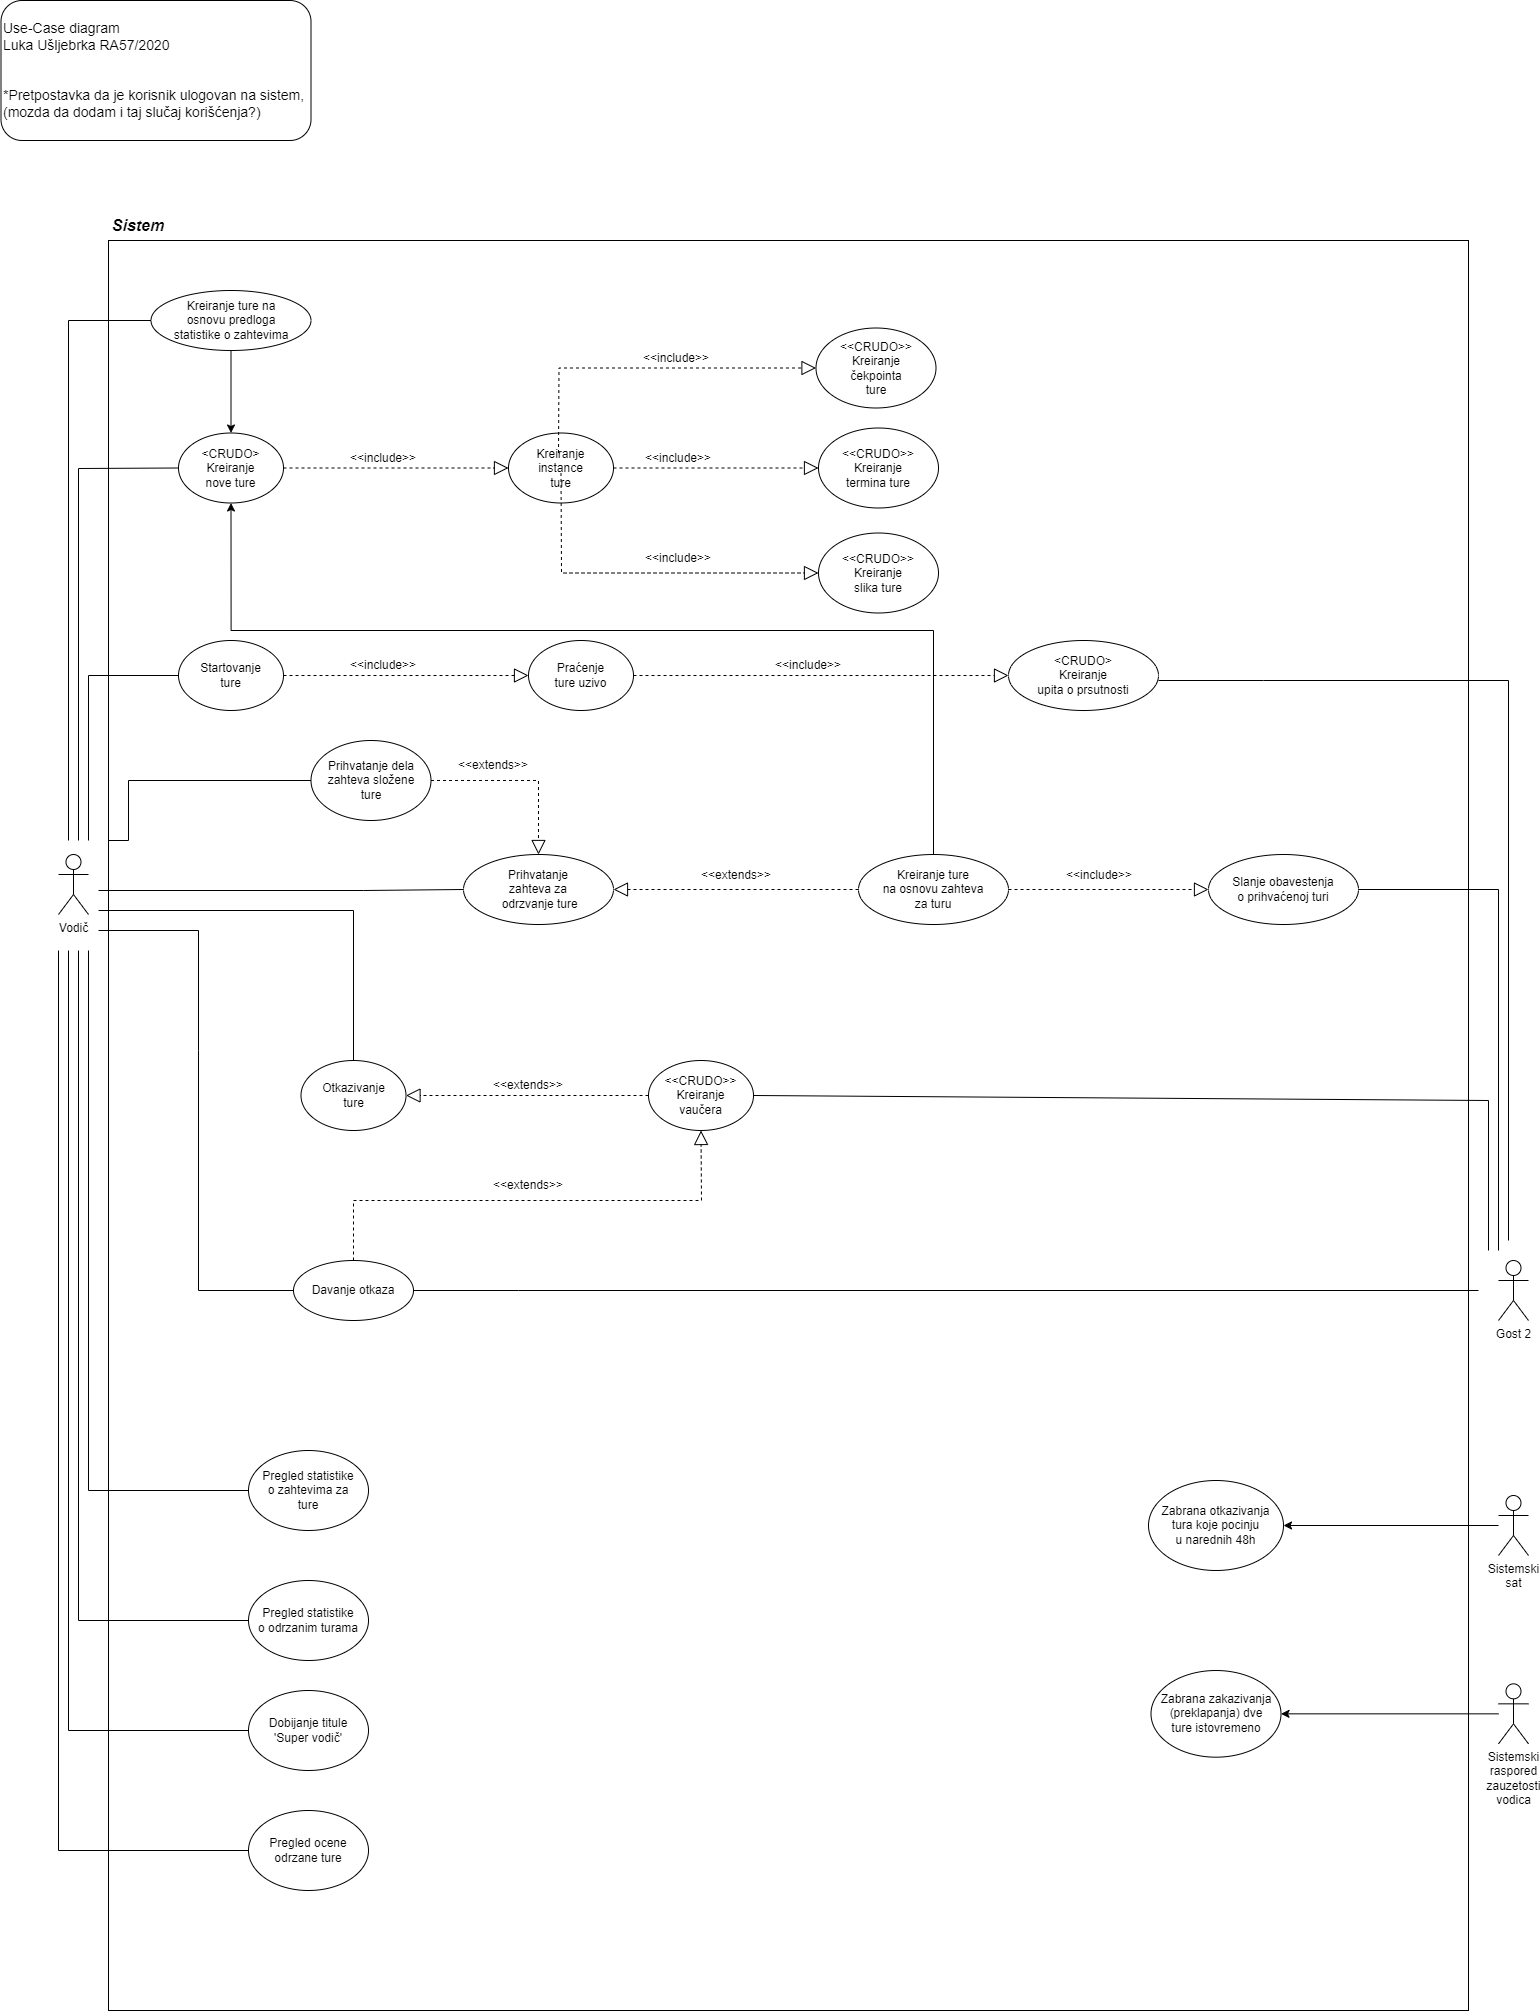 Use-Case diagram
Luka Ušljebrka RA57/2020
*Pretpostavka da je korisnik ulogovan na sistem,
(mozda da dodam i taj slučaj korišćenja?)
Sistem
Kreiranje ture na
osnovu predloga
statistike o zahtevima
<<include>>
<<CRUDO>>
Kreiranje
čekpointa
ture
<CRUDO>
Kreiranje
nove ture
<<include>>
Kreiranje
instance
ture
<<include>>
<<CRUDO>>
Kreiranje
termina ture
<<include>>
<<CRUDO>>
Kreiranje
slika ture
Startovanje
ture
<<include>>
Praćenje
ture uzivo
<<include>>
<CRUDO>
Kreiranje
upita o prsutnosti
Prihvatanje dela
zahteva složene
ture
<<extends>>
Vodič
Prihvatanje
zahteva za
odrzvanje ture
<<extends>>
Kreiranje ture
na osnovu zahteva
za turu
<<include>>
Slanje obavestenja
o prihvaćenoj turi
Otkazivanje
ture
<<extends>>
<<CRUDO>>
Kreiranje
vaučera
<<extends>>
Davanje otkaza
Gost 2
Pregled statistike
o zahtevima za
ture
Zabrana otkazivanja
tura koje pocinju
u narednih 48h
Sistemski
sat
Pregled statistike
o odrzanim turama
Dobijanje titule
'Super vodič'
Zabrana zakazivanja
(preklapanja) dve
ture istovremeno
Sistemski
raspored
zauzetosti
vodica
Pregled ocene
odrzane ture